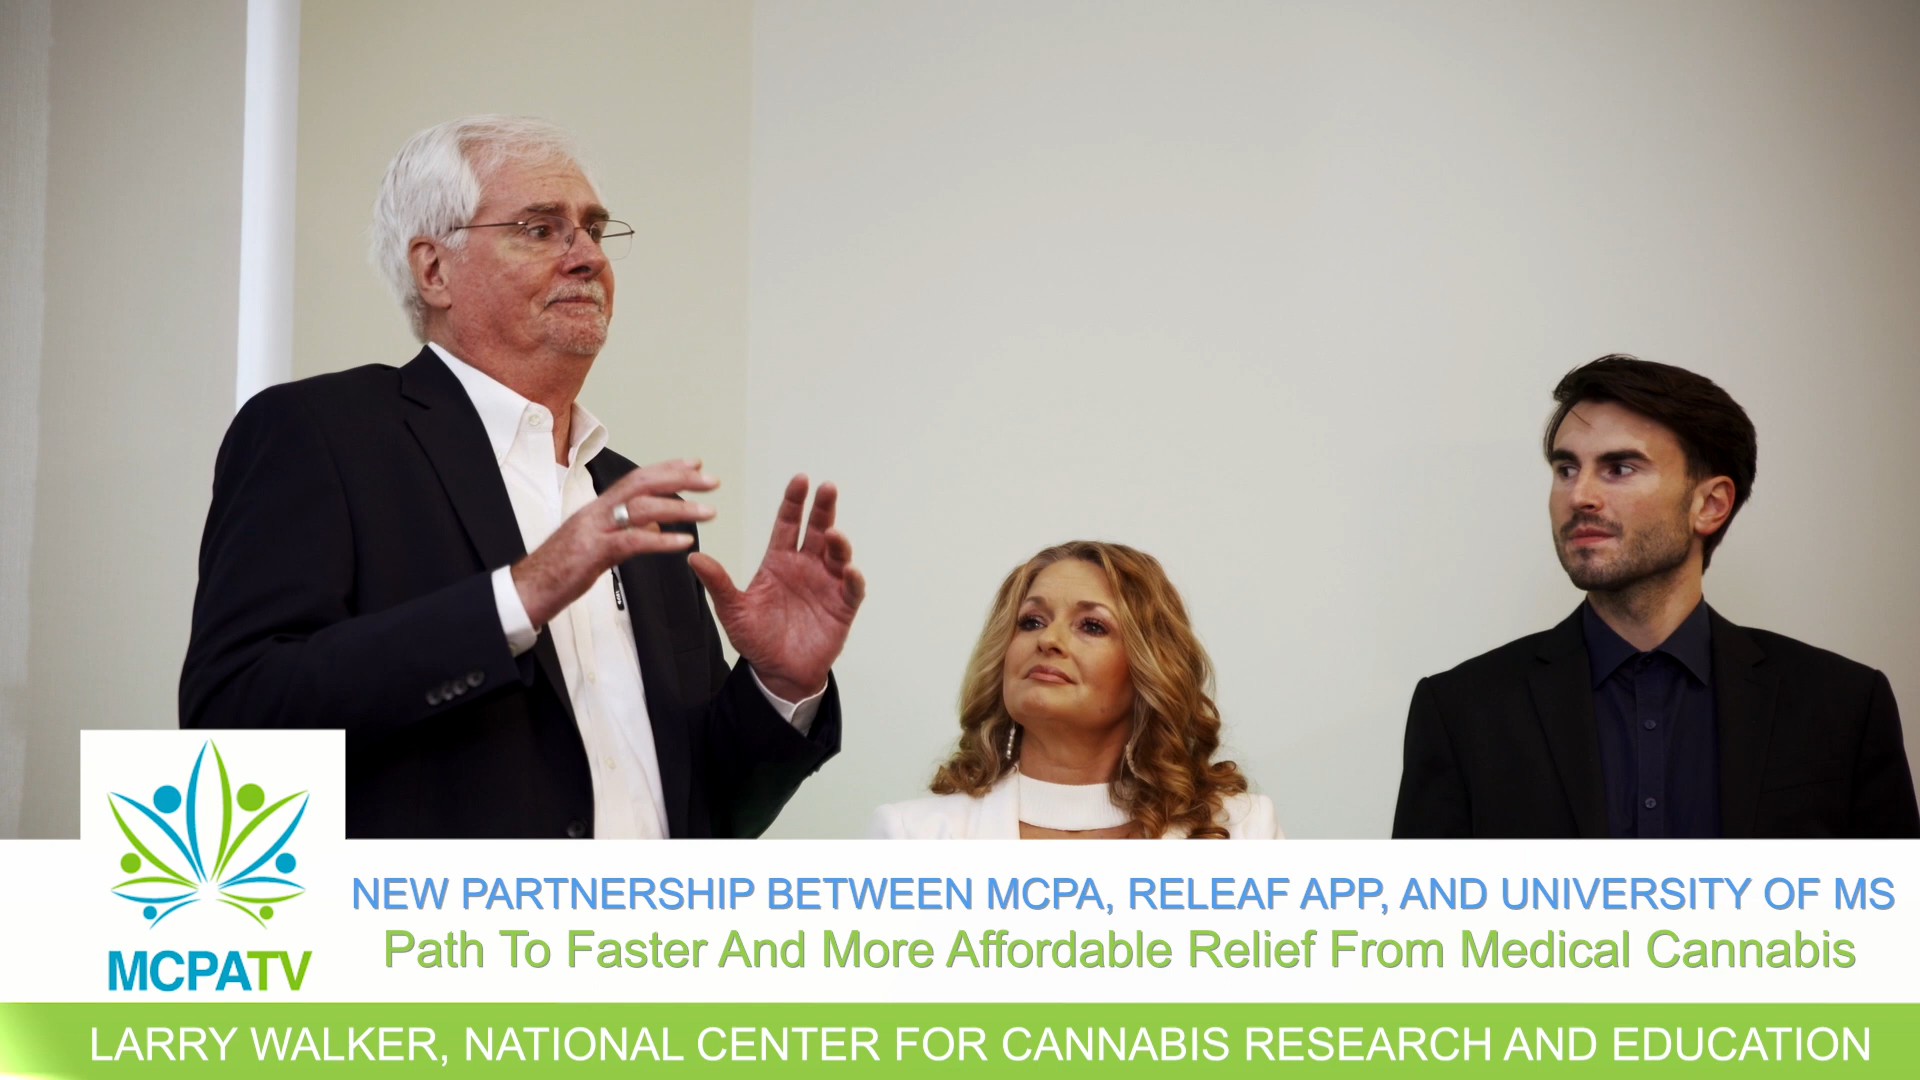 NEW PARTNERSHIP BETWEEN MCPA, RELEAF APP, AND UNIVERSITY OF MS
Path To Faster And More Affordable Relief From Medical Cannabis
MCPATV
LARRY WALKER, NATIONAL CENTER FOR CANNABIS RESEARCH AND EDUCATION